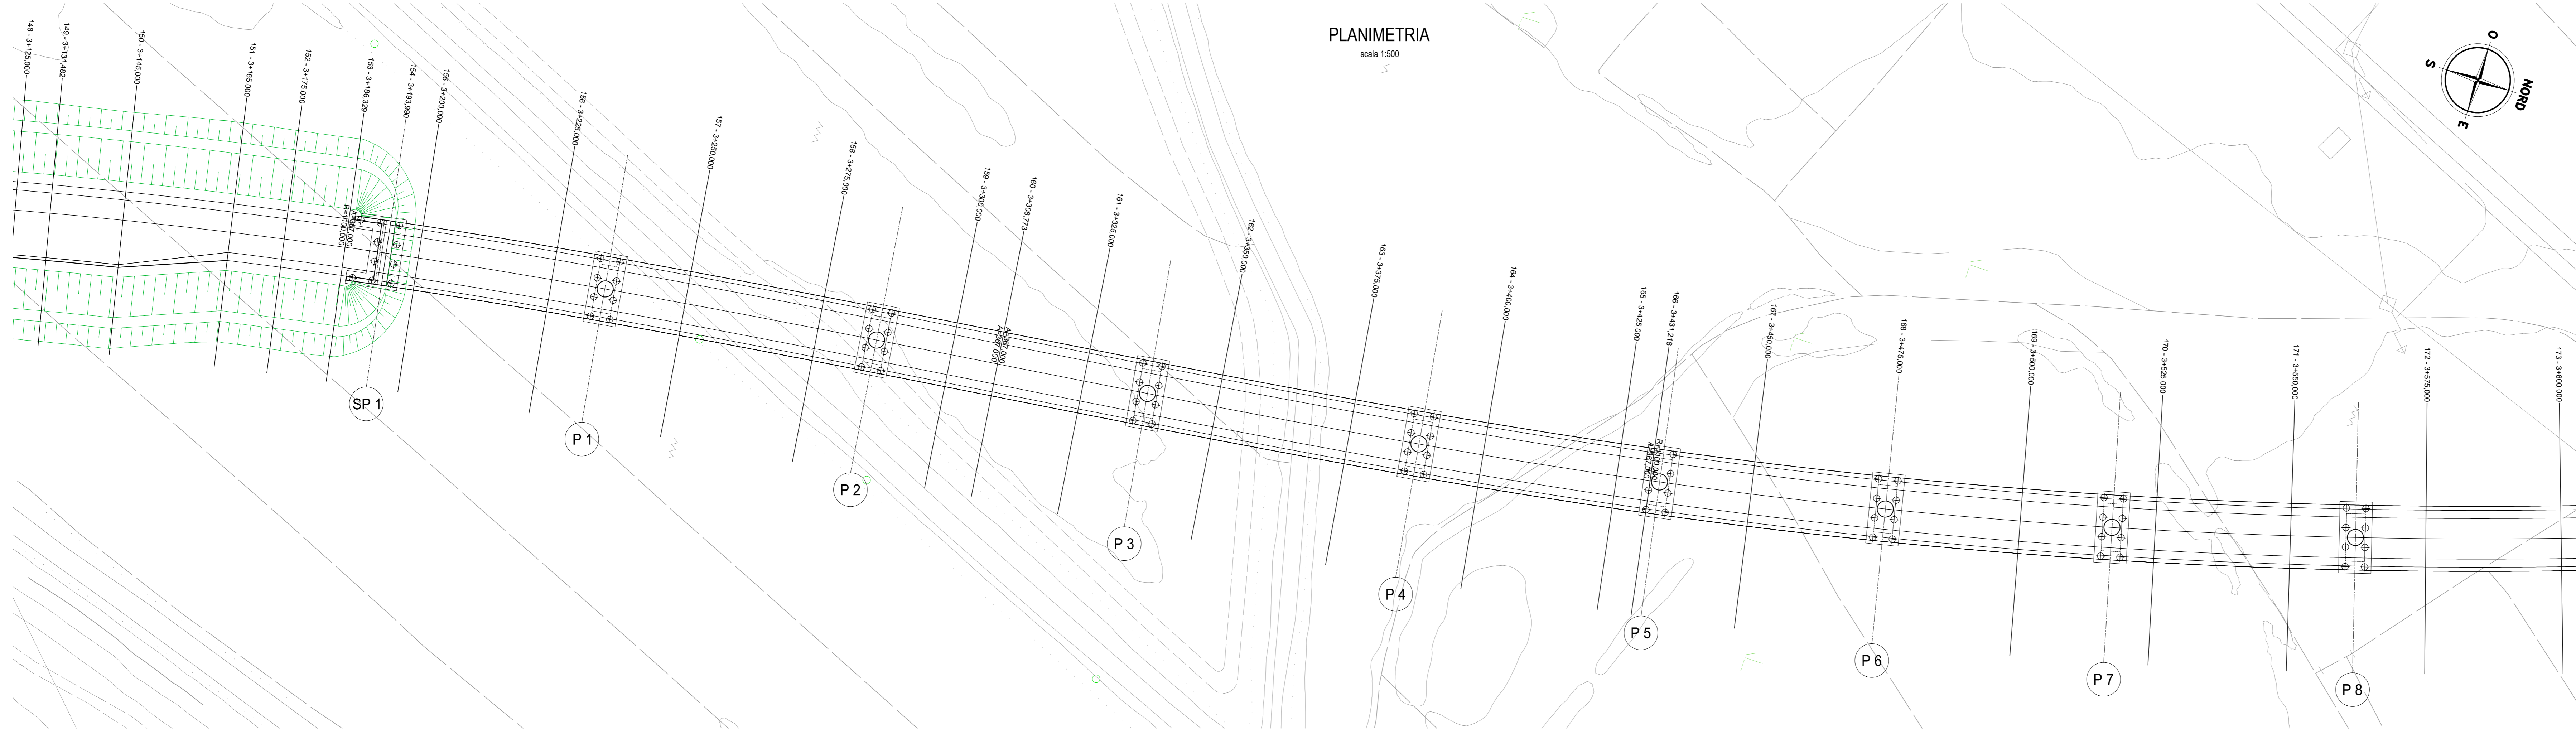 PLANIMETRIA
scala 1:500
O
S
NORD
E
148 - 3+125,000
149 - 3+131,482
150 - 3+145,000
151 - 3+165,000
152 - 3+175,000
153 - 3+186,329
154 - 3+193,990
155 - 3+200,000
156 - 3+225,000
157 - 3+250,000
158 - 3+275,000
159 - 3+300,000
160 - 3+308,773
161 - 3+325,000
162 - 3+350,000
163 - 3+375,000
164 - 3+400,000
165 - 3+425,000
166 - 3+431,218
167 - 3+450,000
168 - 3+475,000
169 - 3+500,000
170 - 3+525,000
171 - 3+550,000
172 - 3+575,000
173 - 3+600,000
A=367,000
A=367,000
A=367,000
SP 1
P 1
P 2
P 3
P 4
P 5
P 6
P 7
P 8